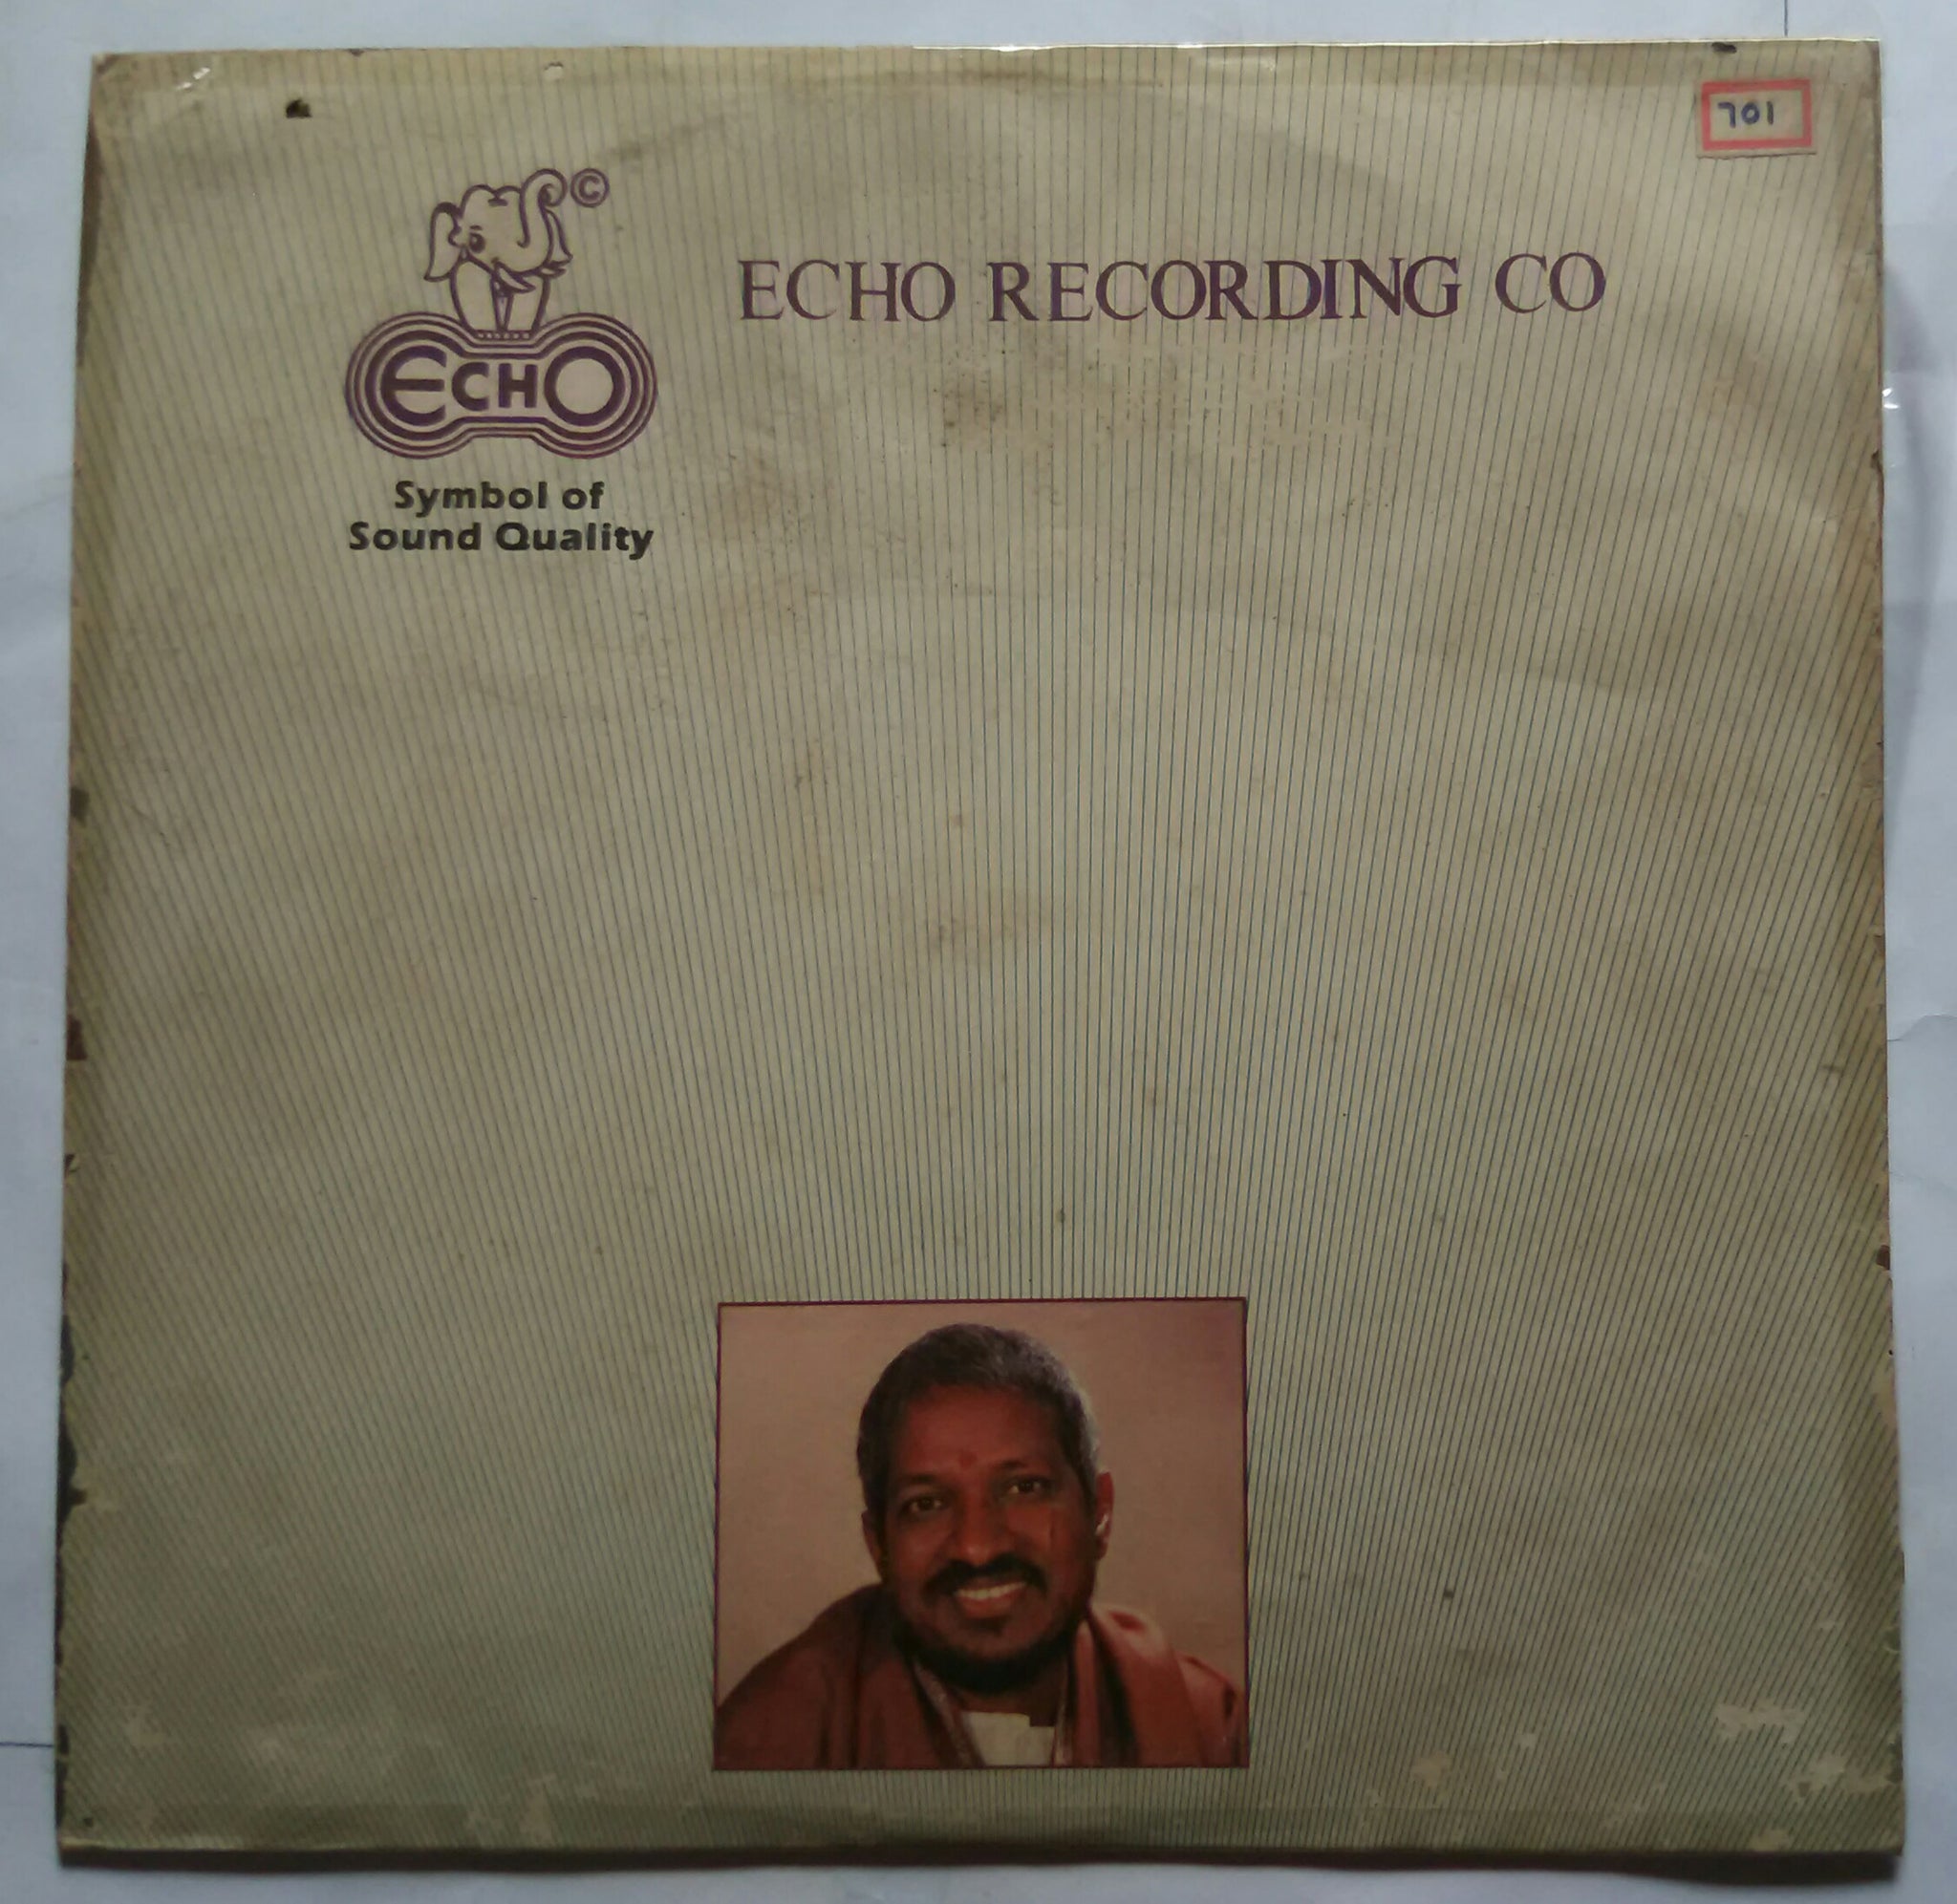 701
©
ECHO RECORDING CO
ECHO
Symbol of
Sound Quality